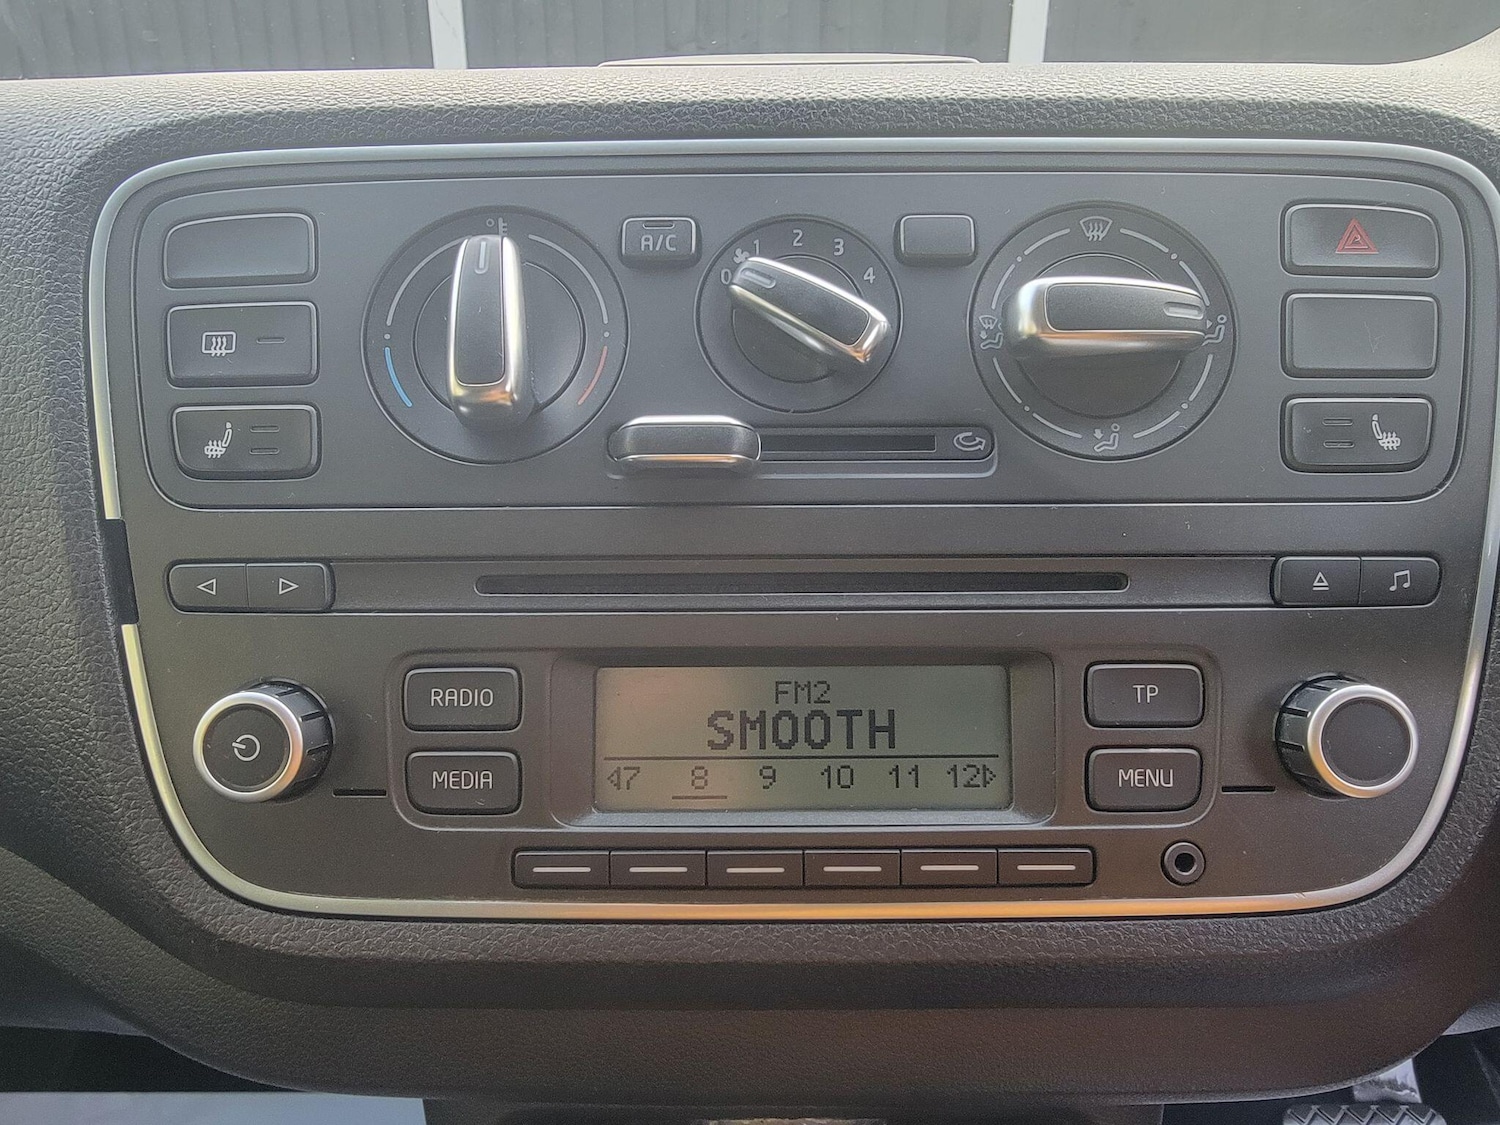 A/C
0 1 2 3 4
RADIO
MEDIA
FM2
SMOOTH
7 8 9 10 11 12
TP
MENU